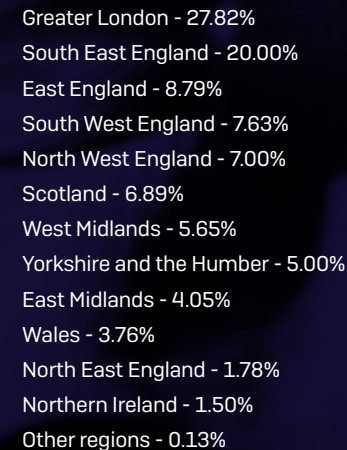 Greater London - 27.82%
South East England - 20.00%
East England - 8.79%
South West England - 7.63%
North West England - 7.00%
Scotland - 6.89%
West Midlands - 5.65%
Yorkshire and the Humber - 5.00%
East Midlands - 4.05%
Wales - 3.76%
North East England - 1.78%
Northern Ireland - 1.50%
Other regions - 0.13%